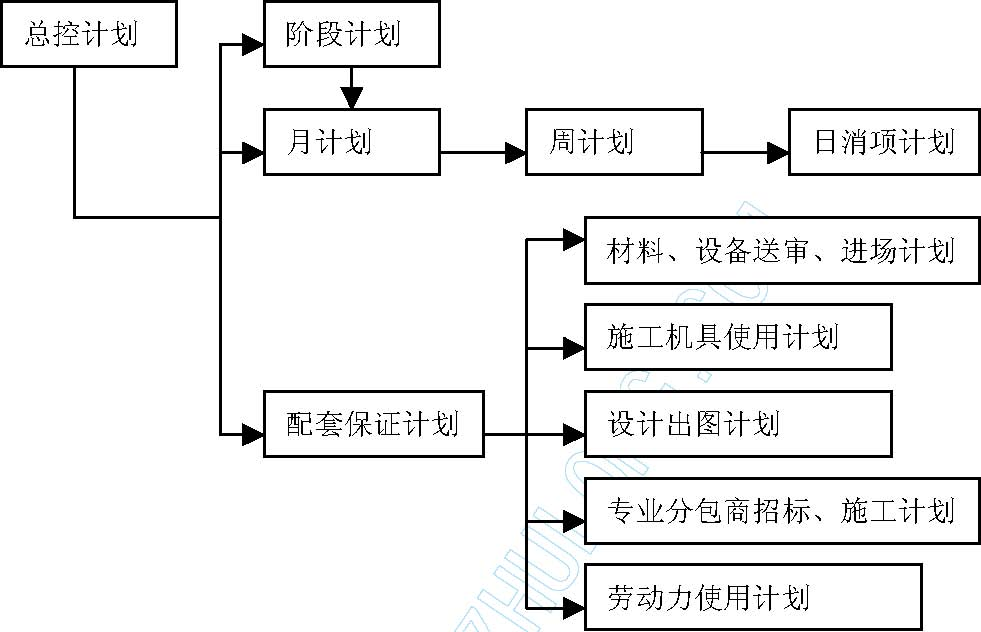 总控计划
阶段计划
月计划
周计划
日消项计划
材料、设备送审、进场计划
施工机具使用计划
配套保证计划
设计出图计划
专业分包商招标、施工计划
劳动力使用计划
ZHULONG.COM